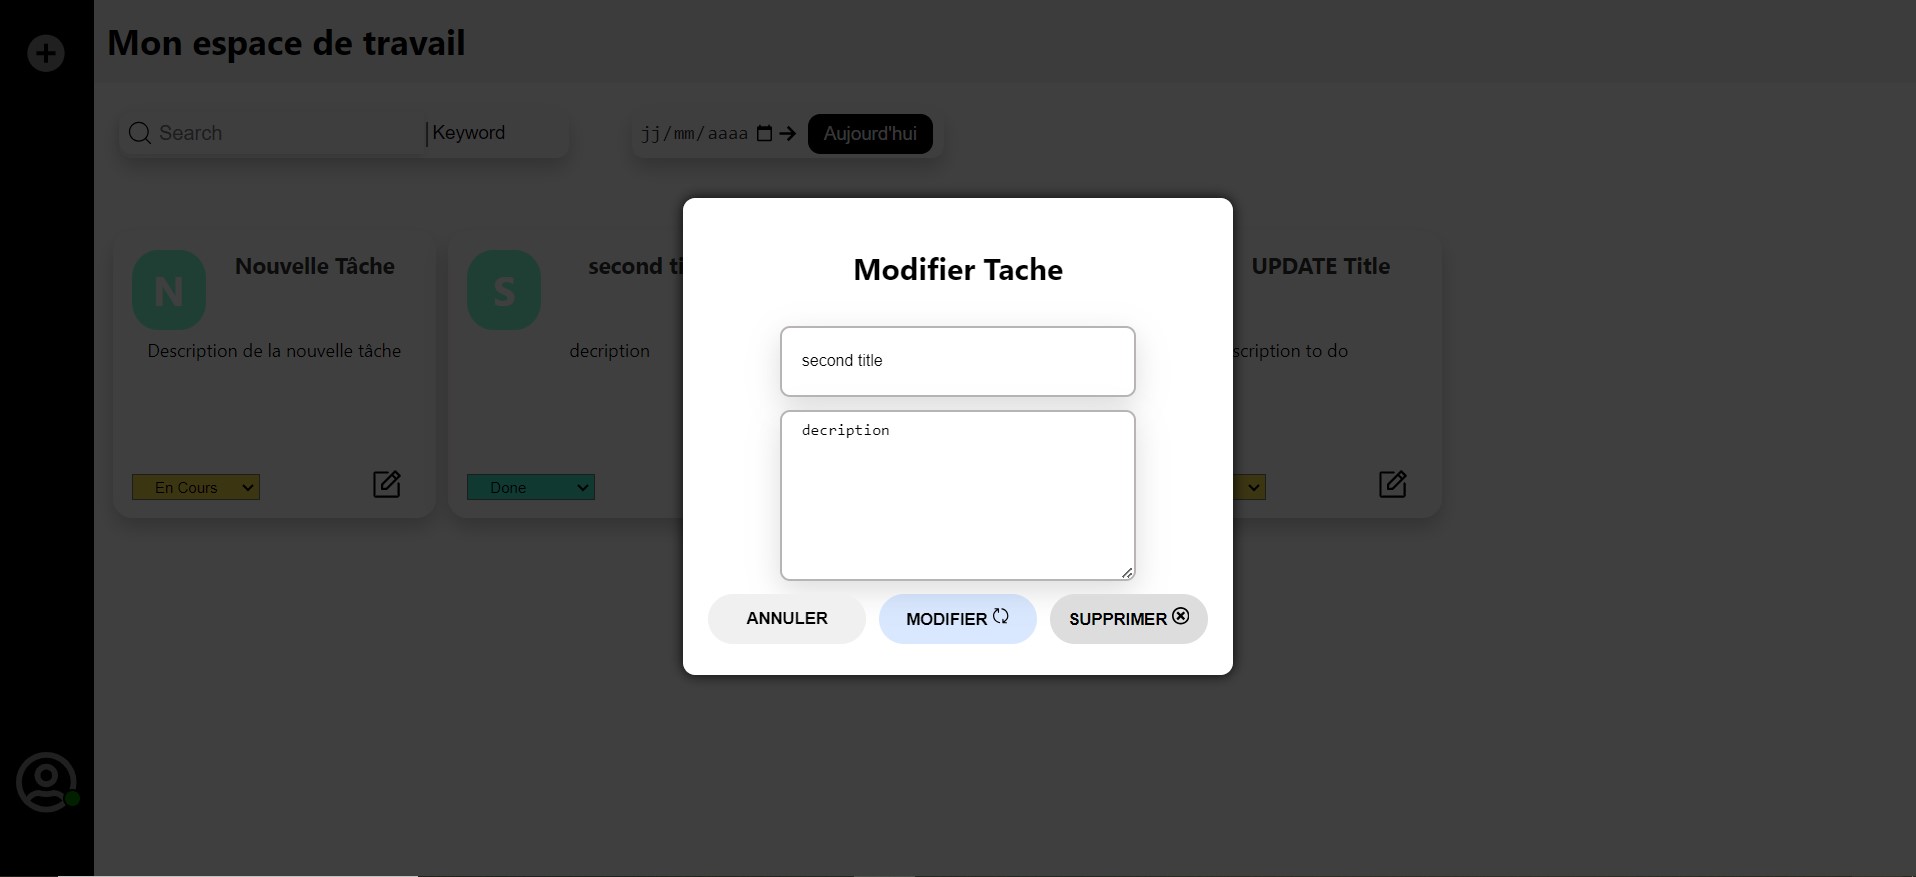 Mon espace de travail
Search
Keyword
jj/mm/aaaa
Aujourd'hui
N
Nouvelle Tâche
Description de la nouvelle tâche
En Cours
S
second ti
decription
Done
UPDATE Title
scription to do
Modifier Tache
second title
decription
ANNULER
MODIFIER
SUPPRIMER